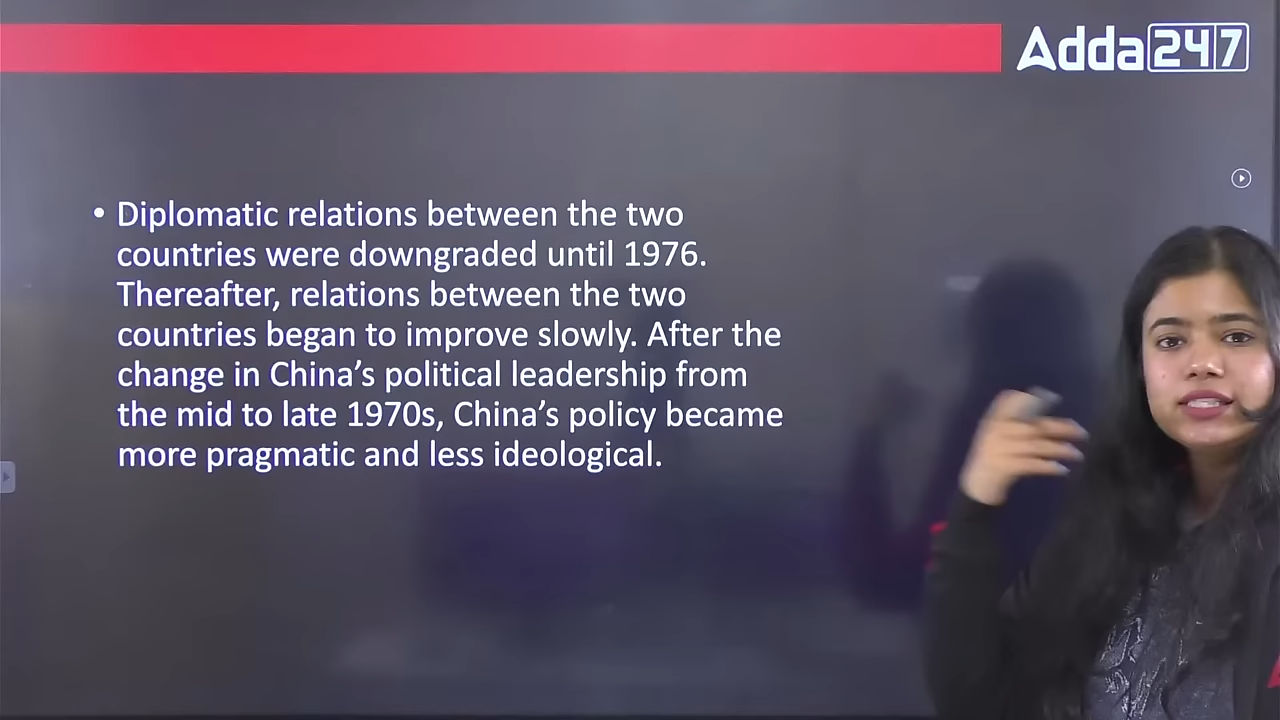 Adda247
• Diplomatic relations between the two
countries were downgraded until 1976.
Thereafter, relations between the two
countries began to improve slowly. After the
change in China’s political leadership from
the mid to late 1970s, China’s policy became
more pragmatic and less ideological.